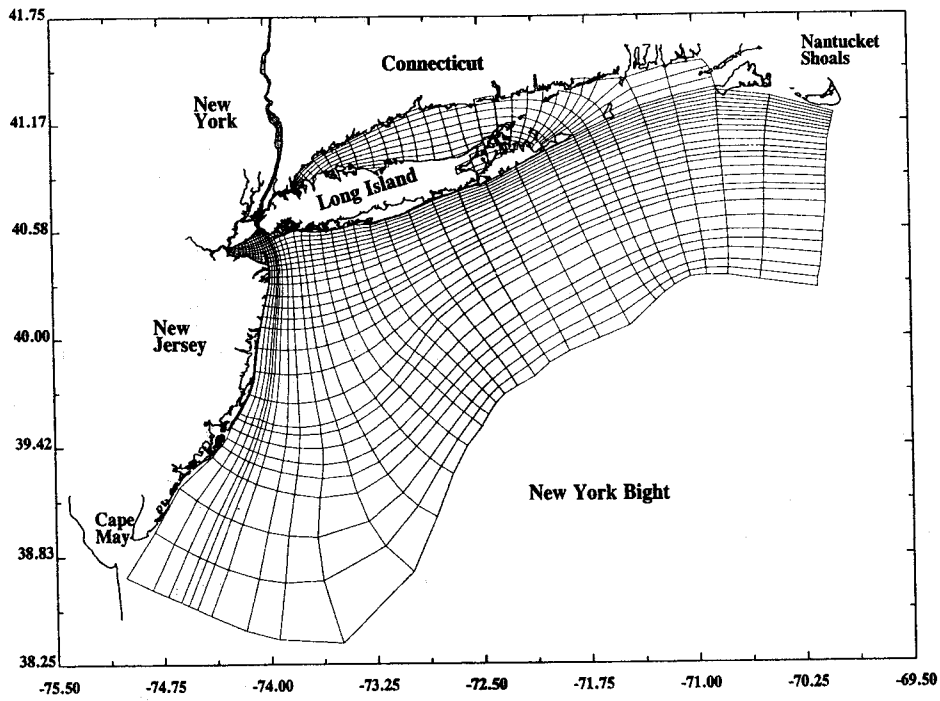 41.75
41.17
40.58
40.00
39.42
38.83
38.25
-75.50 -74.75 -74.00 -73.25 -72.50 -71.75 -71.00 -70.25 -69.50
Connecticut
Nantucket
Shoals
New
York
Long Island
New
Jersey
Cape
May
New York Bight